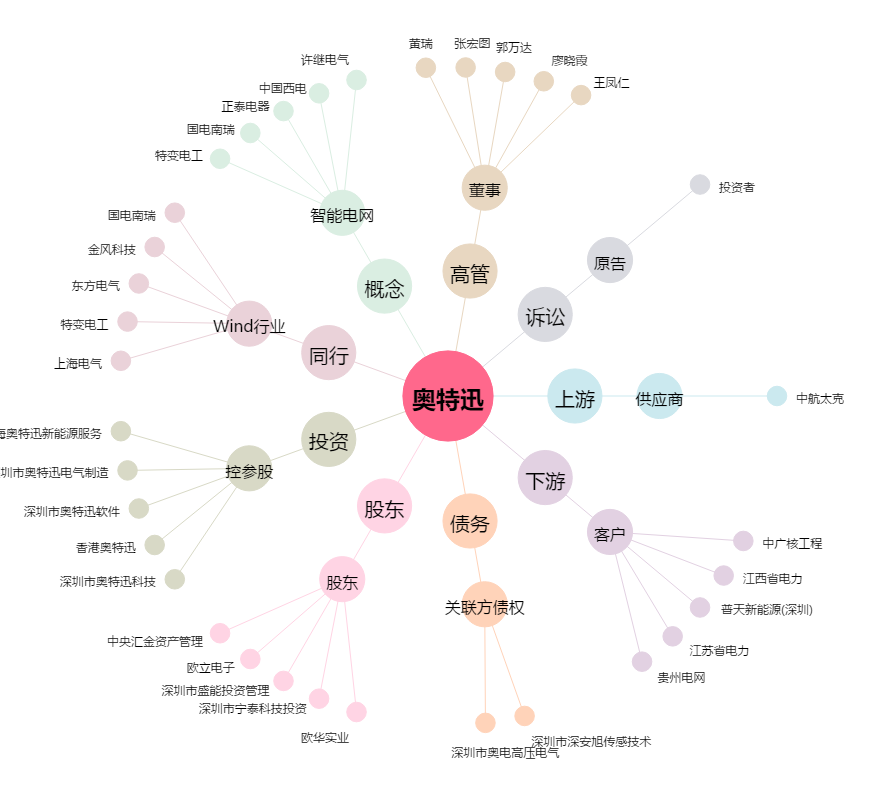 黄瑞
张宏图
郭万达
廖晓霞
王凤仁
董事
高管
许继电气
中国西电
正泰电器
国电南瑞
特变电工
智能电网
概念
投资者
原告
诉讼
国电南瑞
金风科技
东方电气
特变电工
上海电气
Wind行业
同行
奥特迅
上游
供应商
中航太克
海奥特迅新能源服务
圳市奥特迅电气制造
深圳市奥特迅软件
香港奥特迅
深圳市奥特迅科技
控参股
投资
下游
客户
中广核工程
江西省电力
普天新能源(深圳)
江苏省电力
贵州电网
股东
股东
中央汇金资产管理
欧立电子
深圳市盛能投资管理
深圳市宁泰科技投资
欧华实业
债务
关联方债权
深圳市深安旭传感技术
深圳市奥电高压电气